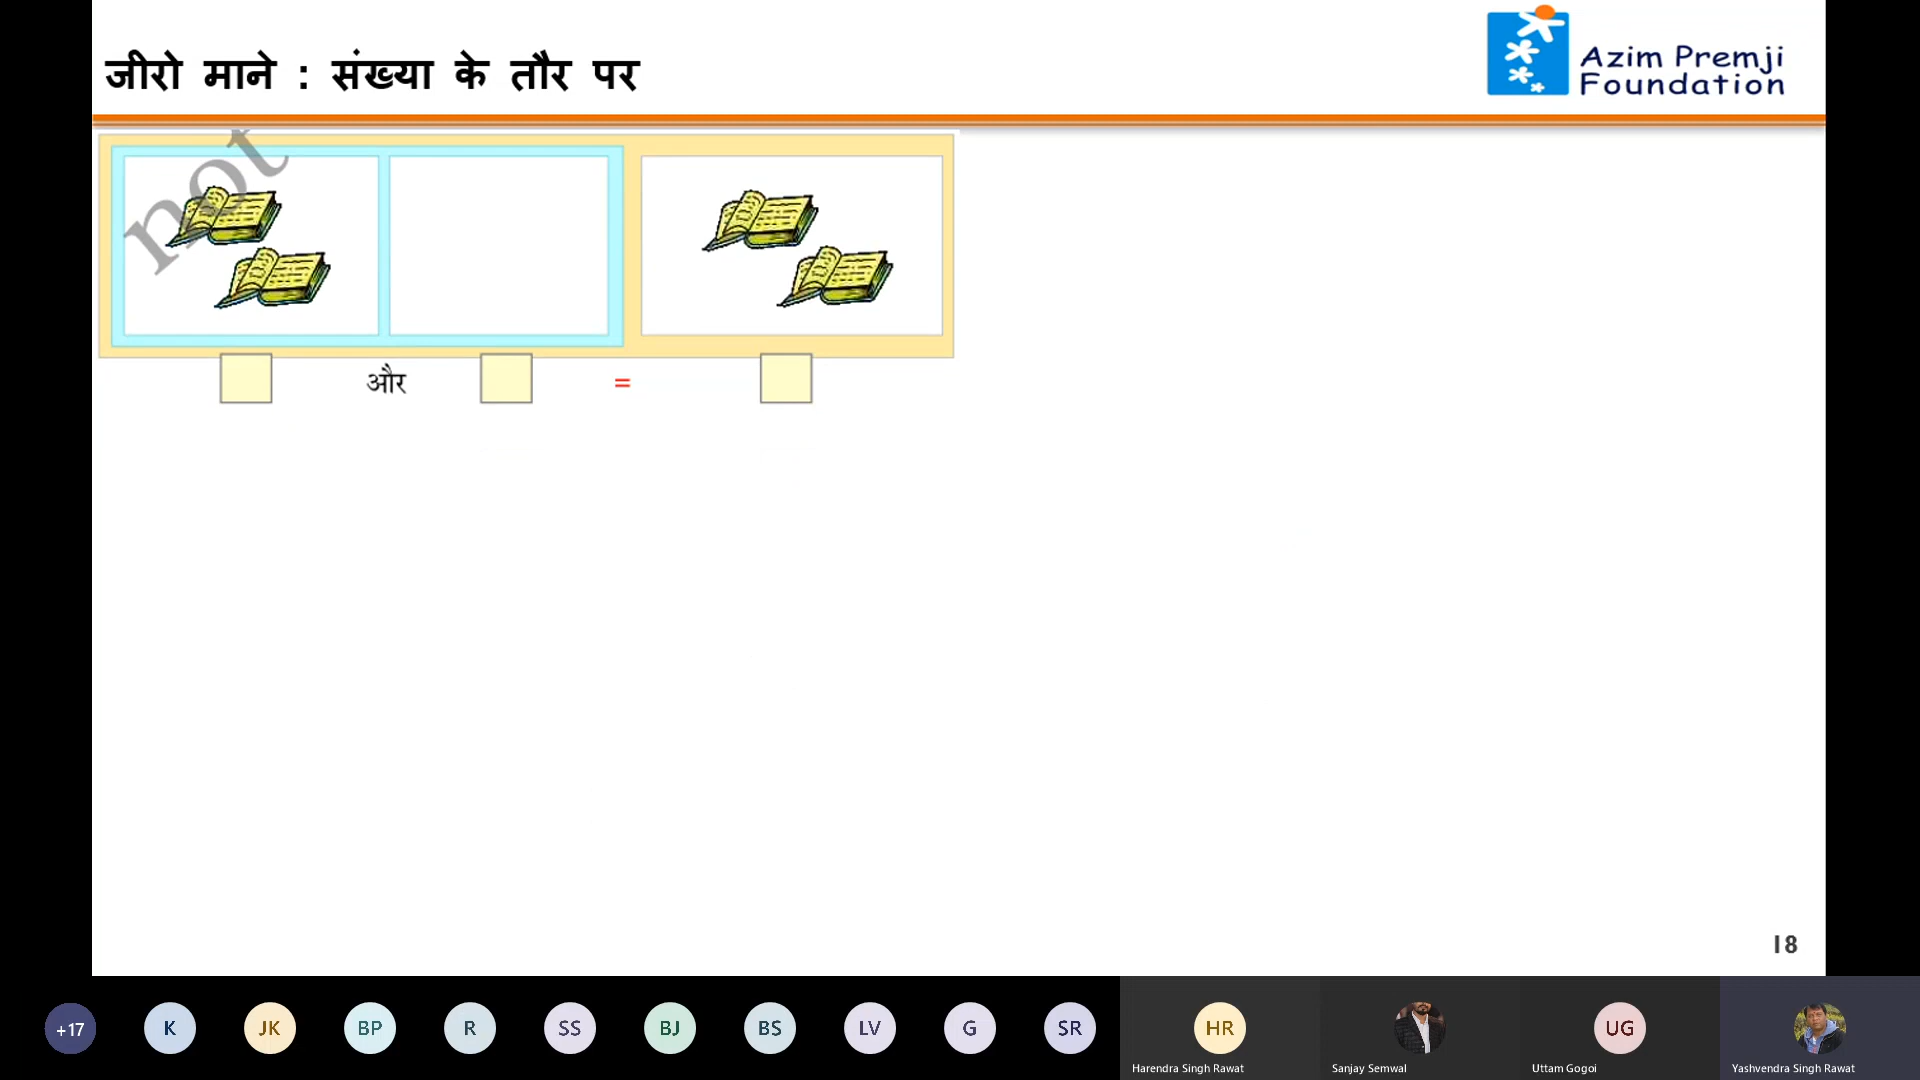 जीरो माने : संख्या के तौर पर
Azim Premji
Foundation
not
और =
18
+17 K JK BP R SS BJ BS LV G SR HR UG
Harendra Singh Rawat Sanjay Semwal Uttam Gogoi Yashvendra Singh Rawat